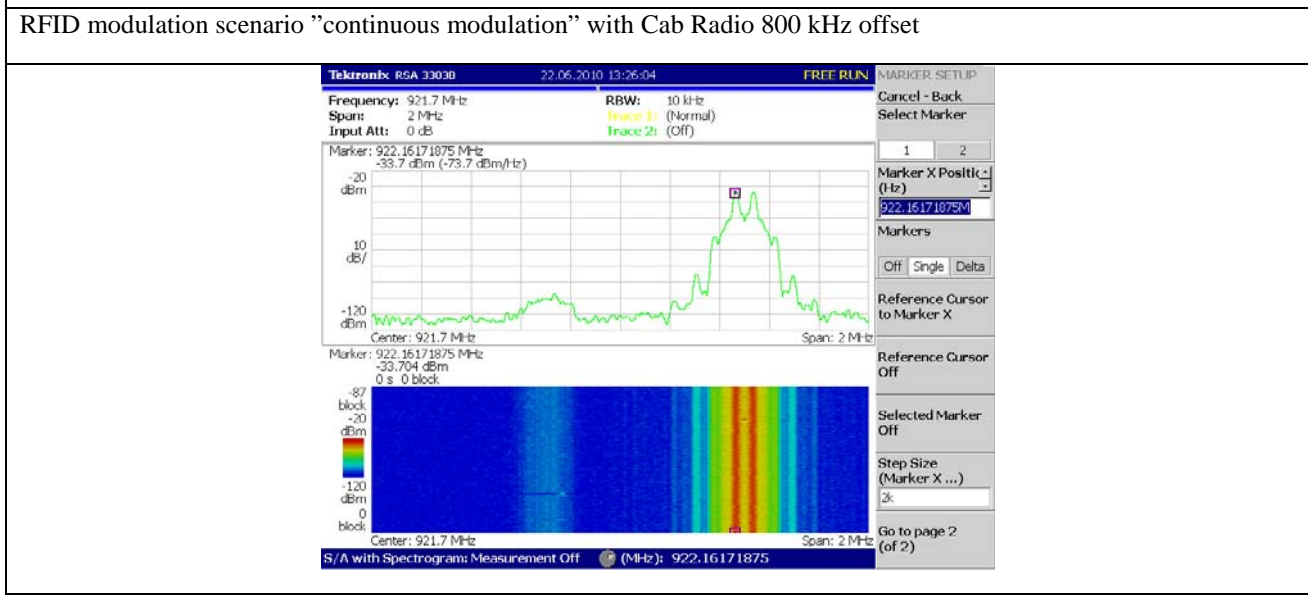 RFID modulation scenario ”continuous modulation” with Cab Radio 800 kHz offset
Tektronix RSA 3303B 22.06.2010 13:26:04 FREE RUN
Frequency: 921.7 MHz RBW: 10 kHz
Span: 2 MHz Trace 1: (Normal)
Input Att: 0 dB Trace 2: (Off)
Marker: 922.16171875 MHz
-33.7 dBm (-73.7 dBm/Hz)
-20
dBm
10
dB/
-120
dBm
Center: 921.7 MHz Span: 2 MHz
Marker: 922.16171875 MHz
-33.704 dBm
0 s 0 block
-87
block
-20
dBm
-120
dBm
0
block
Center: 921.7 MHz Span: 2 MHz
S/A with Spectrogram: Measurement Off (MHz): 922.16171875
MARKER SETUP
Cancel - Back
Select Marker
1 2
Marker X Positic
(Hz)
922.16171875M
Markers
Off Single Delta
Reference Cursor
to Marker X
Reference Cursor
Off
Selected Marker
Off
Step Size
(Marker X ...)
2k
Go to page 2
(of 2)